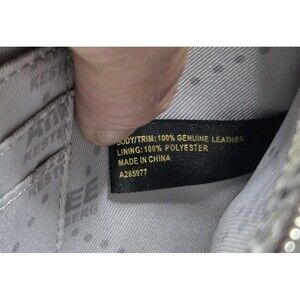 BODY/TRIM: 100% GENUINE LEATHER
LINING: 100% POLYESTER
MADE IN CHINA
A285977